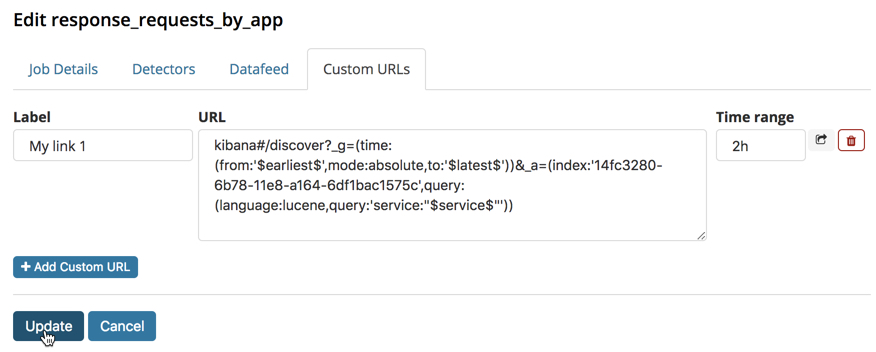 Edit response_requests_by_app
Job Details Detectors Datafeed Custom URLs
Label URL Time range
My link 1
kibana#/discover?_g=(time:
(from:'$earliest$',mode:absolute,to:'$latest$'))&_a=(index:'14fc3280-
6b78-11e8-a164-6df1bac1575c',query:
(language:lucene,query:'service:"$service$"'))
2h
+ Add Custom URL
Update Cancel